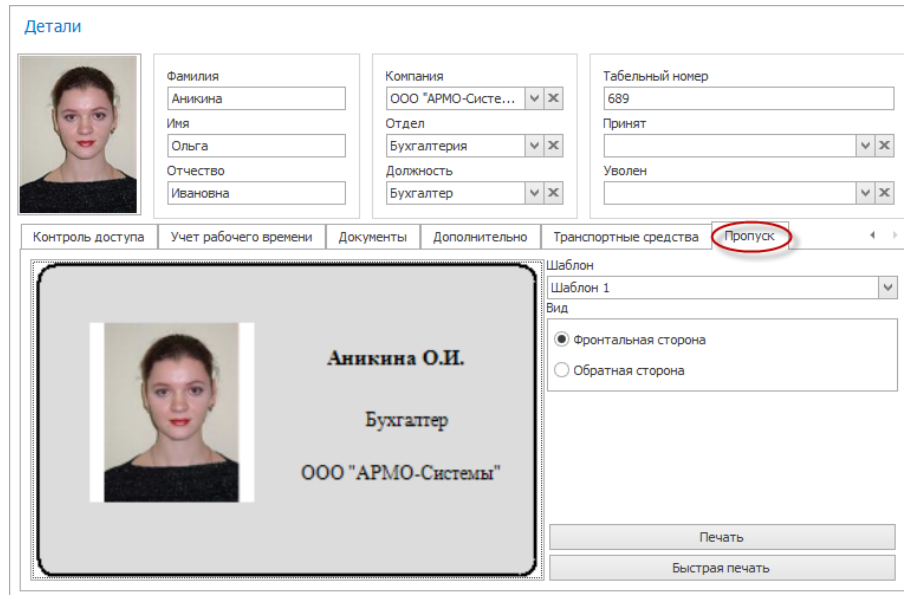 Детали
Фамилия
Аникина
Имя
Ольга
Отчество
Ивановна
Компания
ООО "АРМО-Систе...
Отдел
Бухгалтерия
Должность
Бухгалтер
Табельный номер
689
Принят
Уволен
Контроль доступа
Учет рабочего времени
Документы
Дополнительно
Транспортные средства
Пропуск
Аникина О.И.
Бухгалтер
ООО "АРМО-Системы"
Шаблон
Шаблон 1
Вид
Фронтальная сторона
Обратная сторона
Печать
Быстрая печать